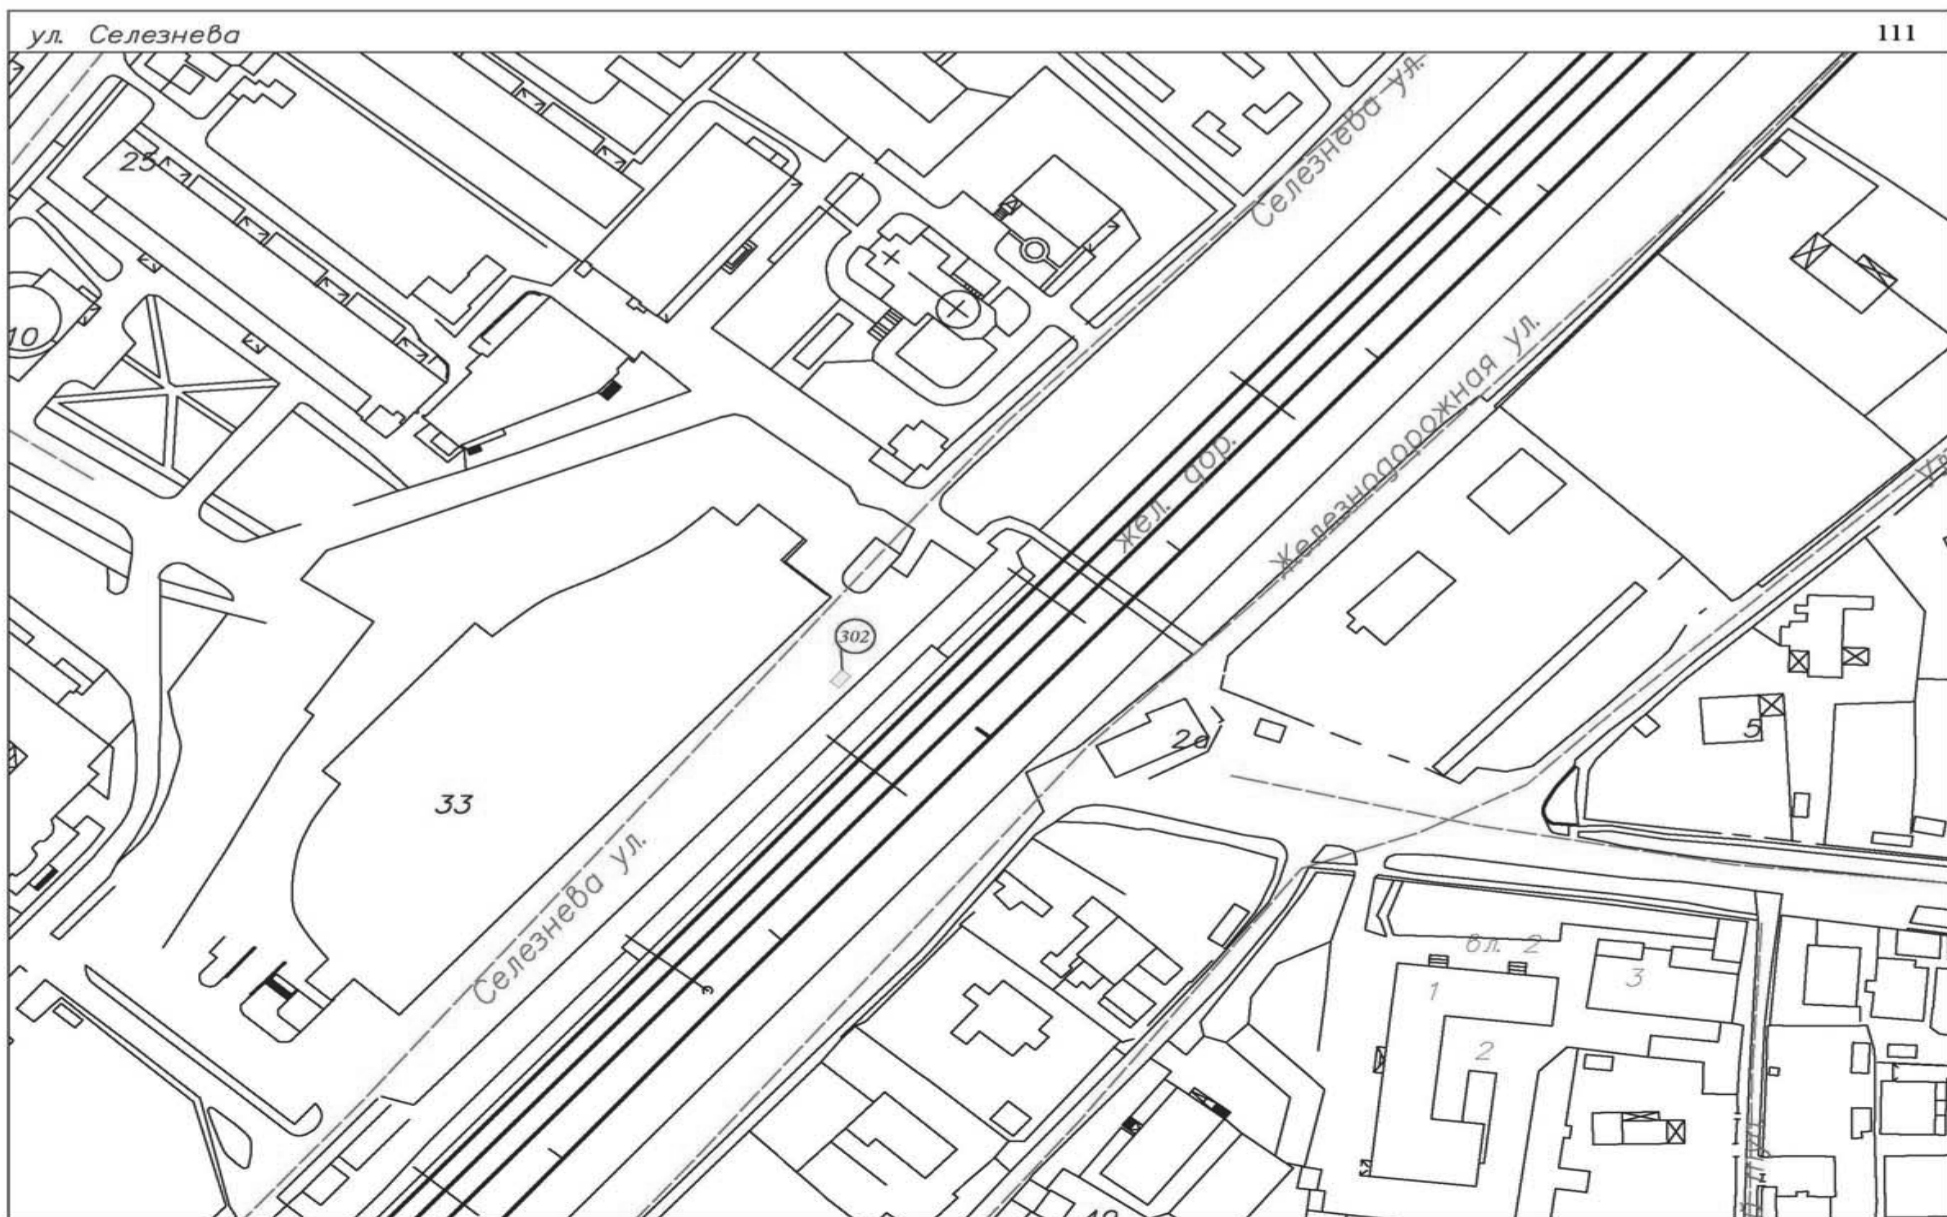 ул. Селезнева
111
Селезнева ул.
25
10
Железнодорожная ул.
жел. дор.
302
2а
5
33
Селезнева ул.
вл. 2
1
3
2